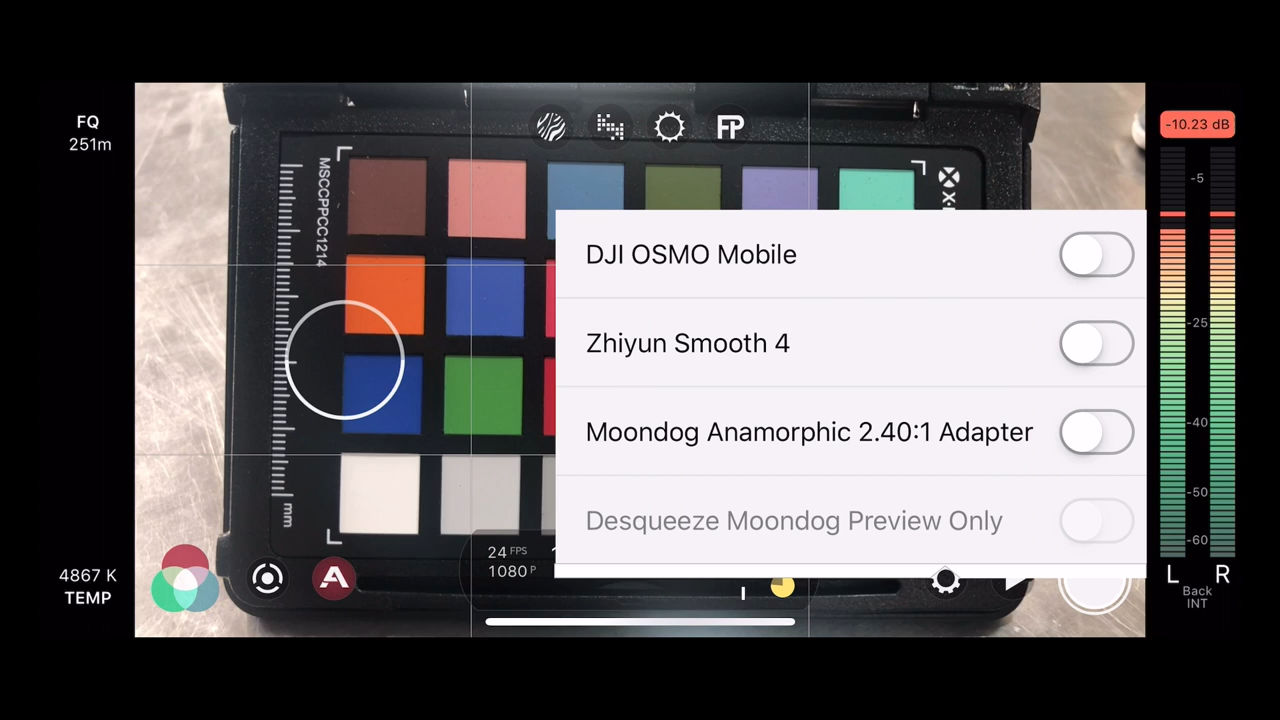 FQ
251m
FP
-10.23 dB
MSCCPPCC1214
-5
DJI OSMO Mobile
Zhiyun Smooth 4
-25
Moondog Anamorphic 2.40:1 Adapter
-40
-50
Desqueeze Moondog Preview Only
mm
-60
24 FPS
1080 P
4867 K
TEMP
A
L R
Back
INT